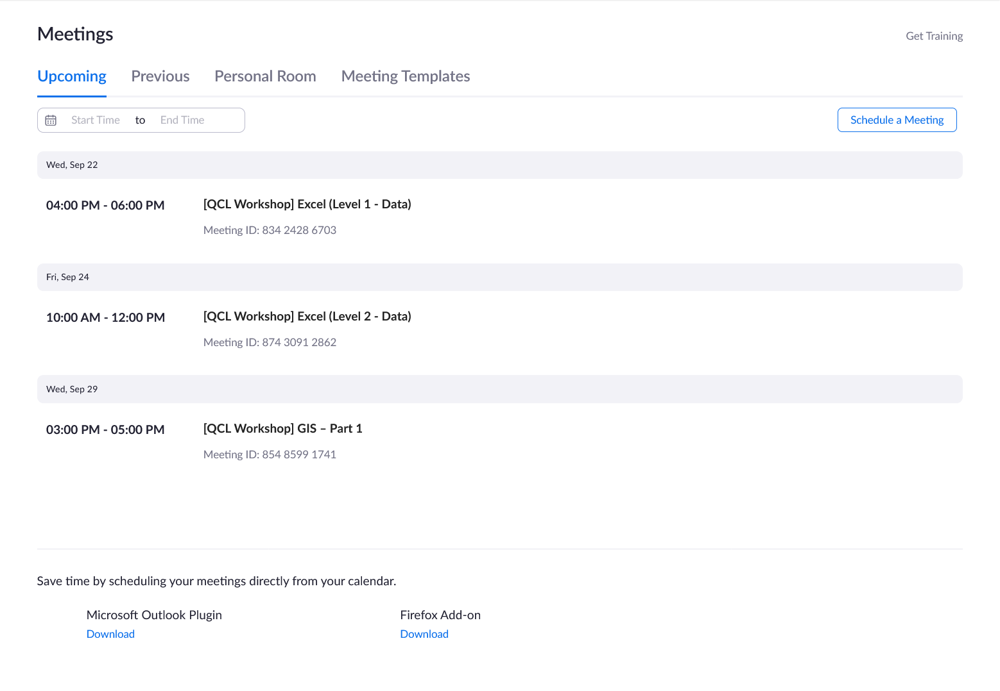 Meetings
Get Training
Upcoming Previous Personal Room Meeting Templates
Start Time to End Time
Schedule a Meeting
Wed, Sep 22
04:00 PM - 06:00 PM [QCL Workshop] Excel (Level 1 - Data)
Meeting ID: 834 2428 6703
Fri, Sep 24
10:00 AM - 12:00 PM [QCL Workshop] Excel (Level 2 - Data)
Meeting ID: 874 3091 2862
Wed, Sep 29
03:00 PM - 05:00 PM [QCL Workshop] GIS – Part 1
Meeting ID: 854 8599 1741
Save time by scheduling your meetings directly from your calendar.
Microsoft Outlook Plugin Firefox Add-on
Download Download